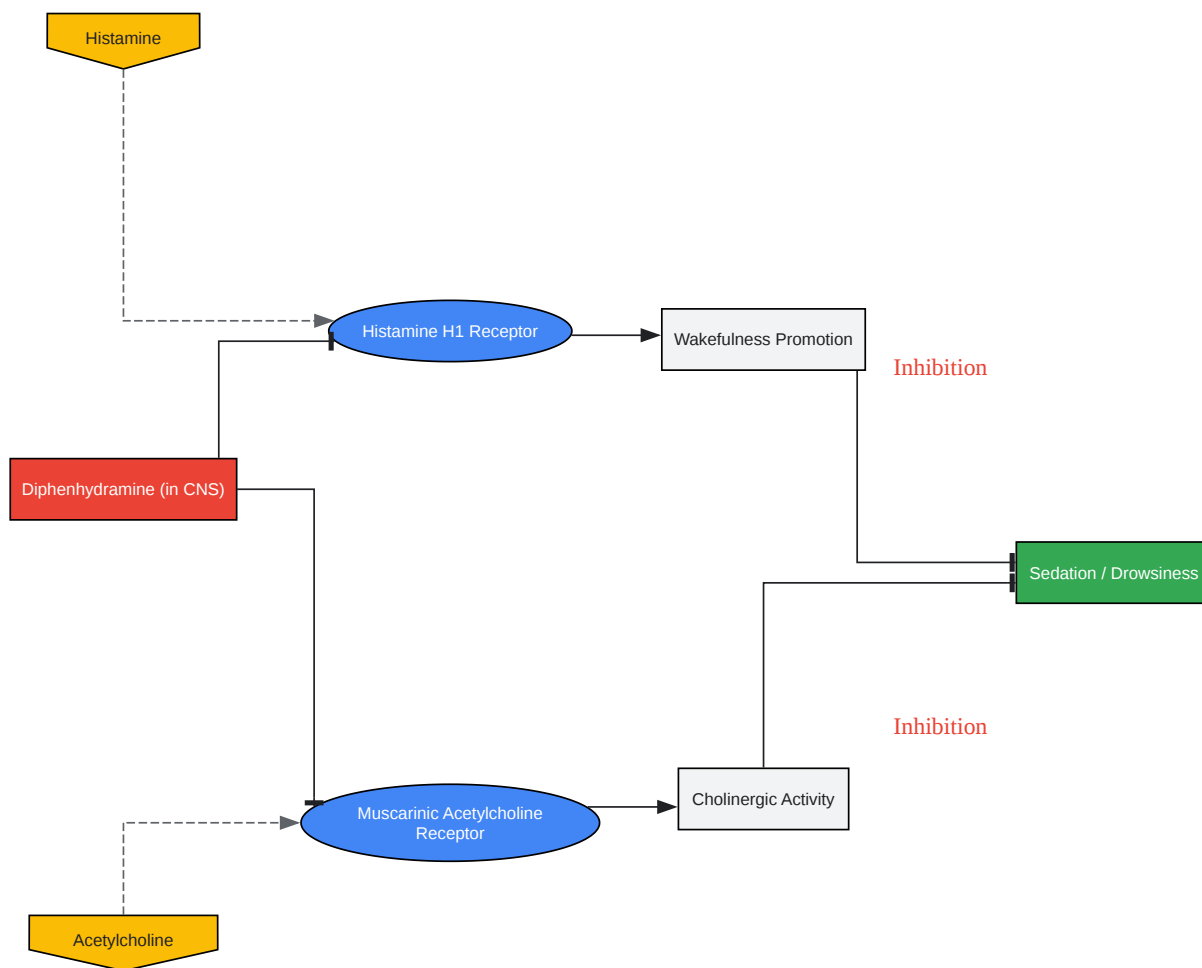 Histamine
Histamine H1 Receptor
Wakefulness Promotion
Inhibition
Diphenhydramine (in CNS)
Sedation / Drowsiness
Inhibition
Muscarinic Acetylcholine
Receptor
Cholinergic Activity
Acetylcholine